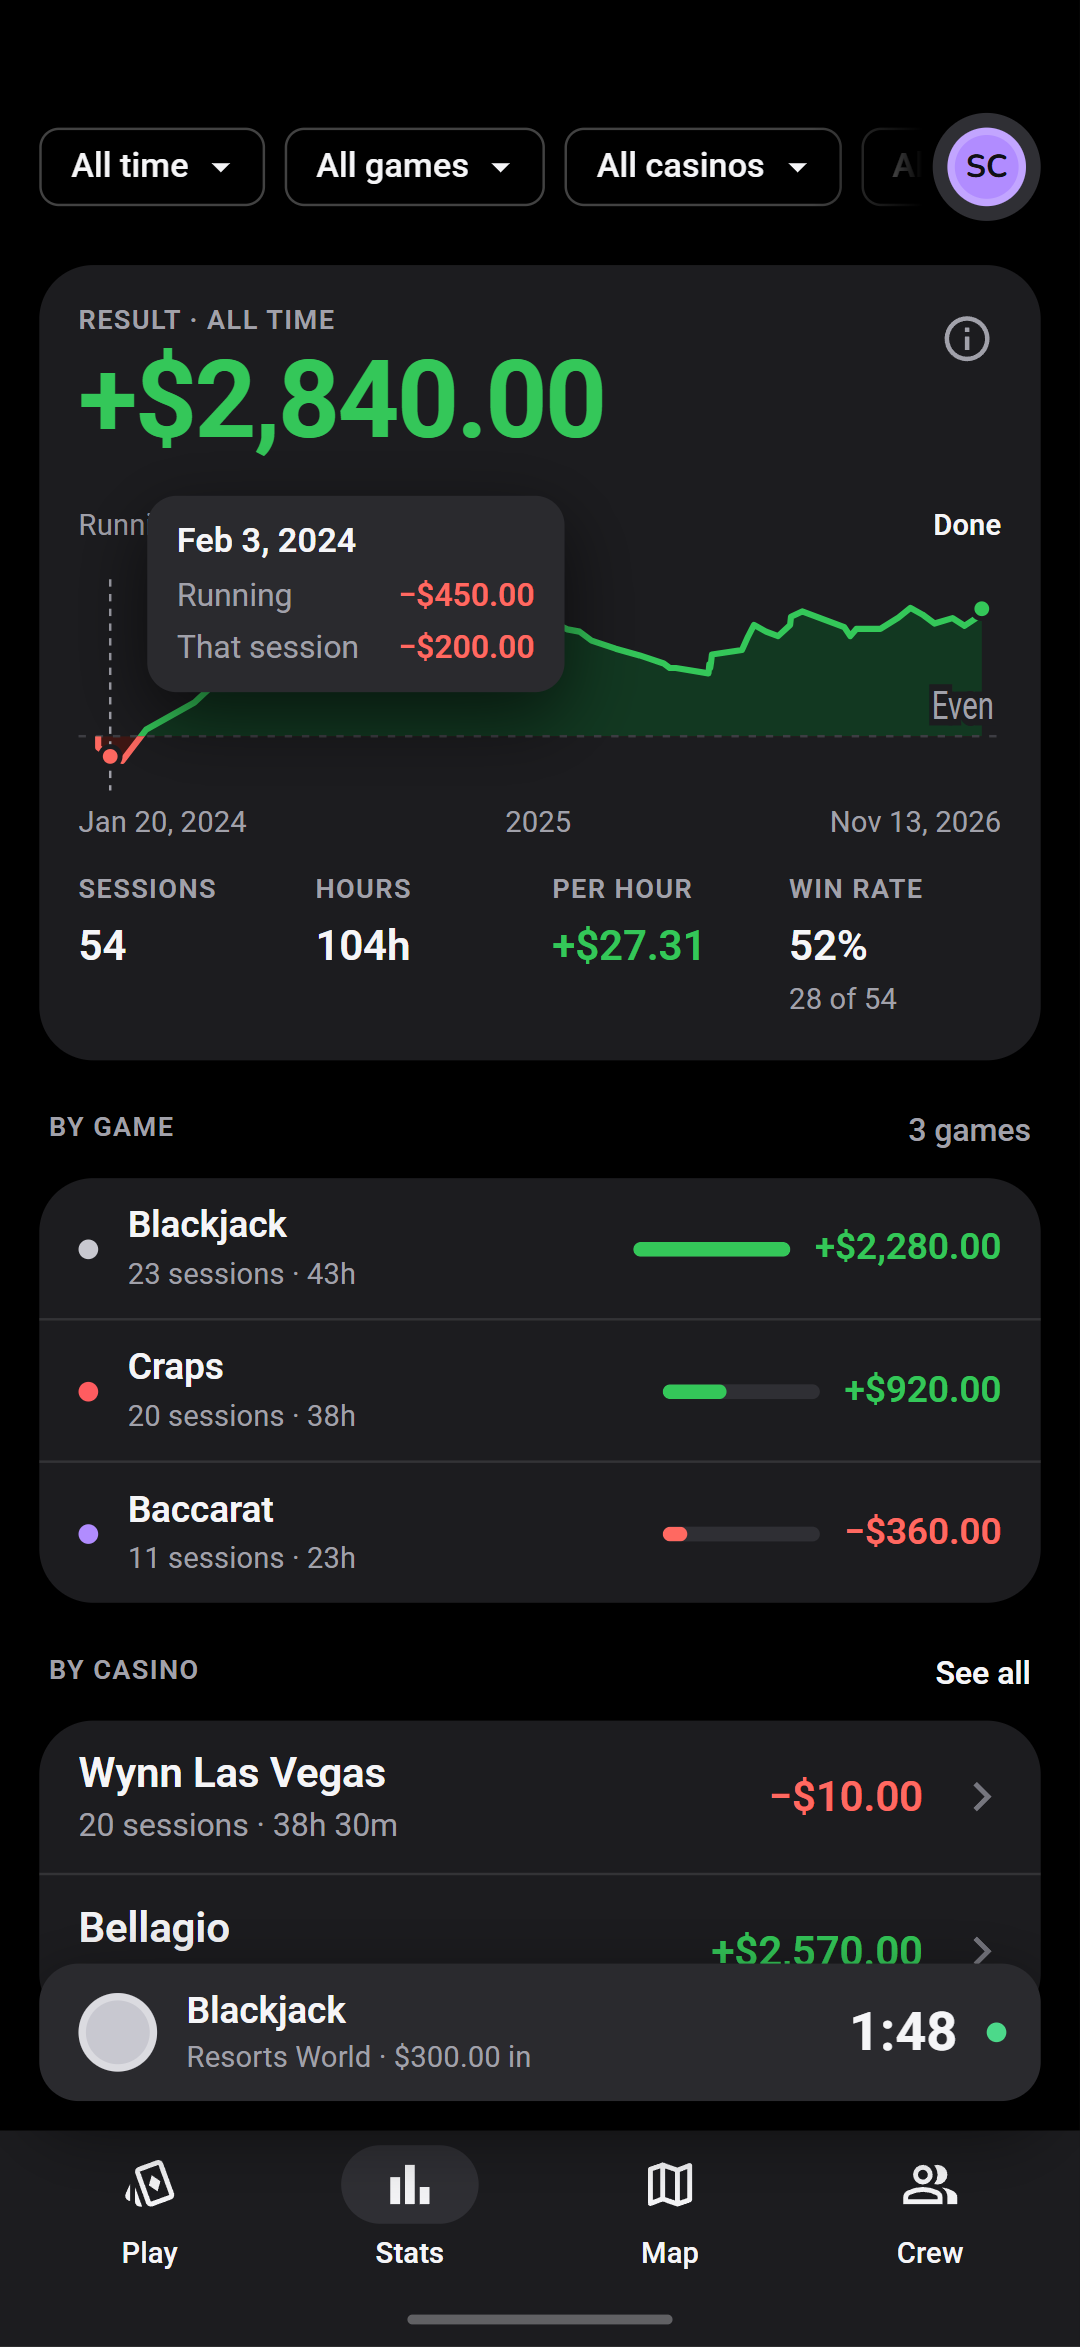 All time
All games
All casinos
SC
RESULT · ALL TIME
+$2,840.00
Done
Feb 3, 2024
Running −$450.00
That session −$200.00
Even
Jan 20, 2024 2025 Nov 13, 2026
SESSIONS HOURS PER HOUR WIN RATE
54 104h +$27.31 52%
28 of 54
BY GAME 3 games
Blackjack
23 sessions · 43h
+$2,280.00
Craps
20 sessions · 38h
+$920.00
Baccarat
11 sessions · 23h
−$360.00
BY CASINO See all
Wynn Las Vegas
20 sessions · 38h 30m
−$10.00
Bellagio
+$2,570.00
Blackjack
Resorts World · $300.00 in
1:48
Play Stats Map Crew